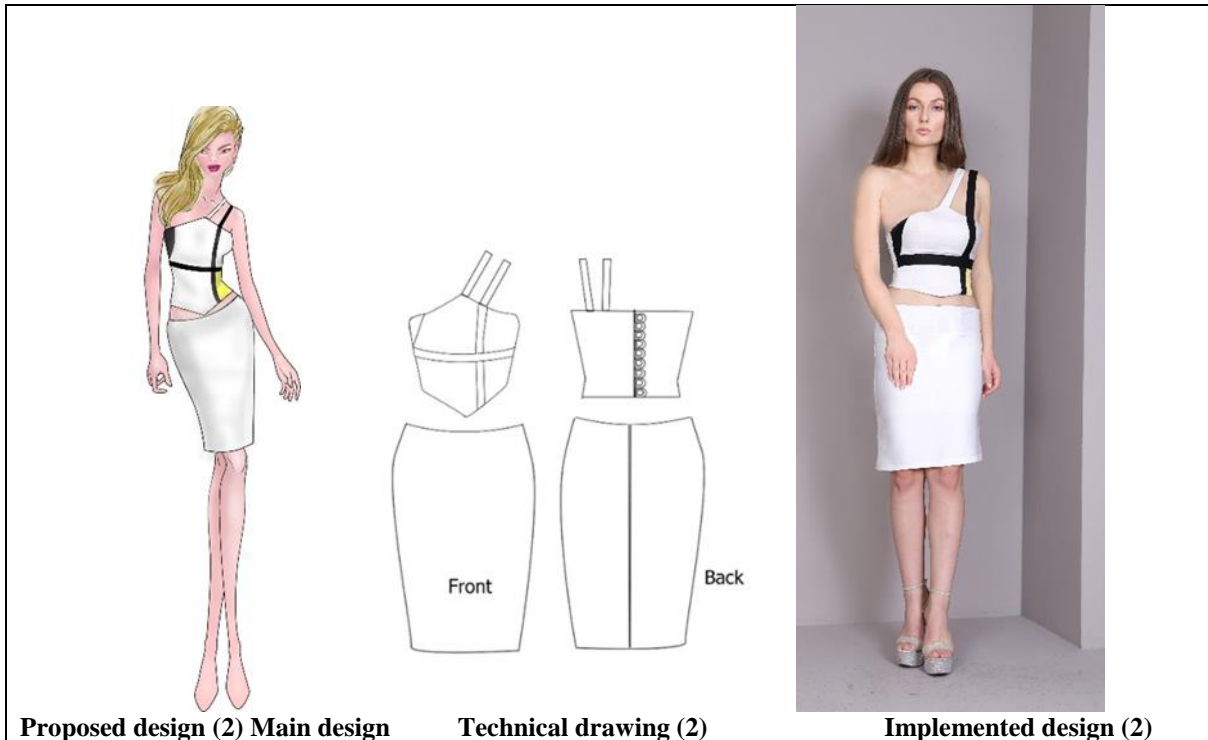 Front
Back
Proposed design (2) Main design Technical drawing (2) Implemented design (2)